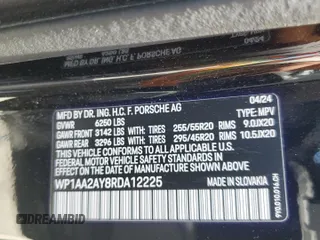 04/24
MFD. BY DR. ING. H.C. F. PORSCHE AG
GVWR 6250 LBS
GAWR FRONT 3142 LBS WITH: TIRES 255/55R20 RIMS 9.0JX20
GAWR REAR 3296 LBS WITH: TIRES 295/45R20 RIMS 10.5JX20
THIS VEHICLE CONFORMS TO ALL APPLICABLE U.S.
FEDERAL MOTOR VEHICLE SAFETY STANDARDS IN EFFECT
ON THE DATE OF MANUFACTURE SHOWN ABOVE
WP1AA2AY8RDA12225
MADE IN SLOVAKIA
TYPE: MPV
DREAMBID